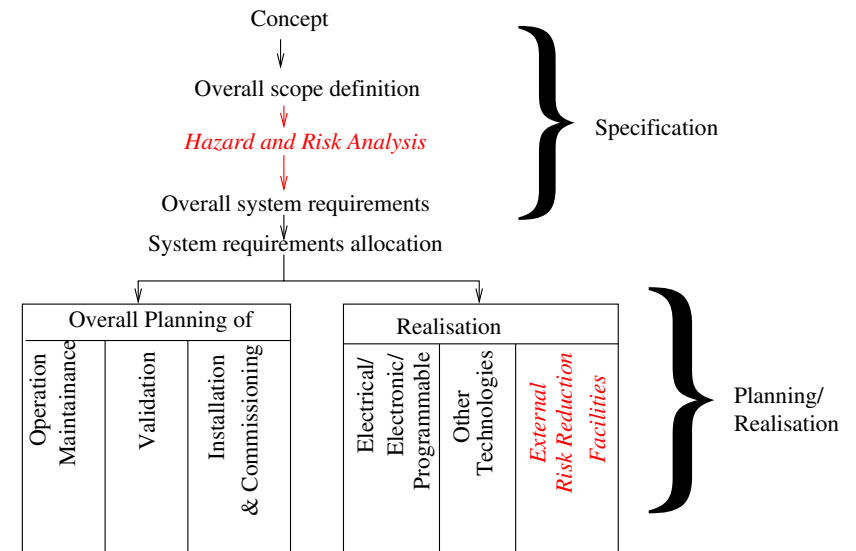 Concept
Overall scope definition
Hazard and Risk Analysis
Specification
Overall system requirements
System requirements allocation
Overall Planning of
Operation
Maintainance
Validation
Installation
& Commissioning
Realisation
Electrical/
Electronic/
Programmable
Other
Technologies
External
Risk Reduction
Facilities
Planning/
Realisation